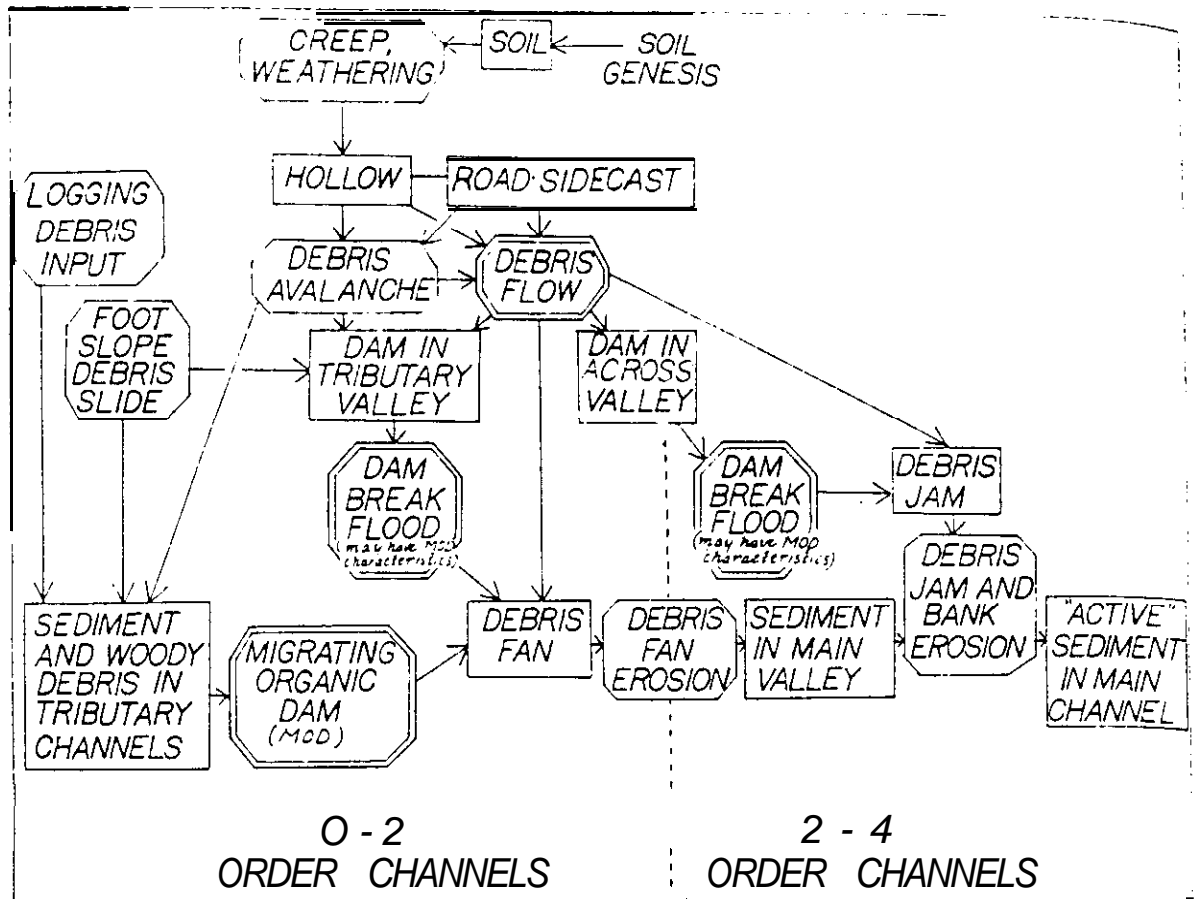 CREEP,
WEATHERING
SOIL
SOIL
GENESIS
HOLLOW
ROAD·SIDECAST
LOGGING
DEBRIS
INPUT
DEBRIS
AVALANCHE
DEBRIS
FLOW
FOOT
SLOPE
DEBRIS
SLIDE
DAM IN
TRIBUTARY
VALLEY
DAM IN
ACROSS
VALLEY
DAM
BREAK
FLOOD
(may have MOD
characteristics)
DAM
BREAK
FLOOD
(may have MOD
characteristics)
DEBRIS
JAM
SEDIMENT
AND WOODY
DEBRIS IN
TRIBUTARY
CHANNELS
MIGRATING
ORGANIC
DAM
(MOD)
DEBRIS
FAN
DEBRIS
FAN
EROSION
SEDIMENT
IN MAIN
VALLEY
DEBRIS
JAM AND
BANK
EROSION
"ACTIVE"
SEDIMENT
IN MAIN
CHANNEL
0 - 2
ORDER CHANNELS
2 - 4
ORDER CHANNELS